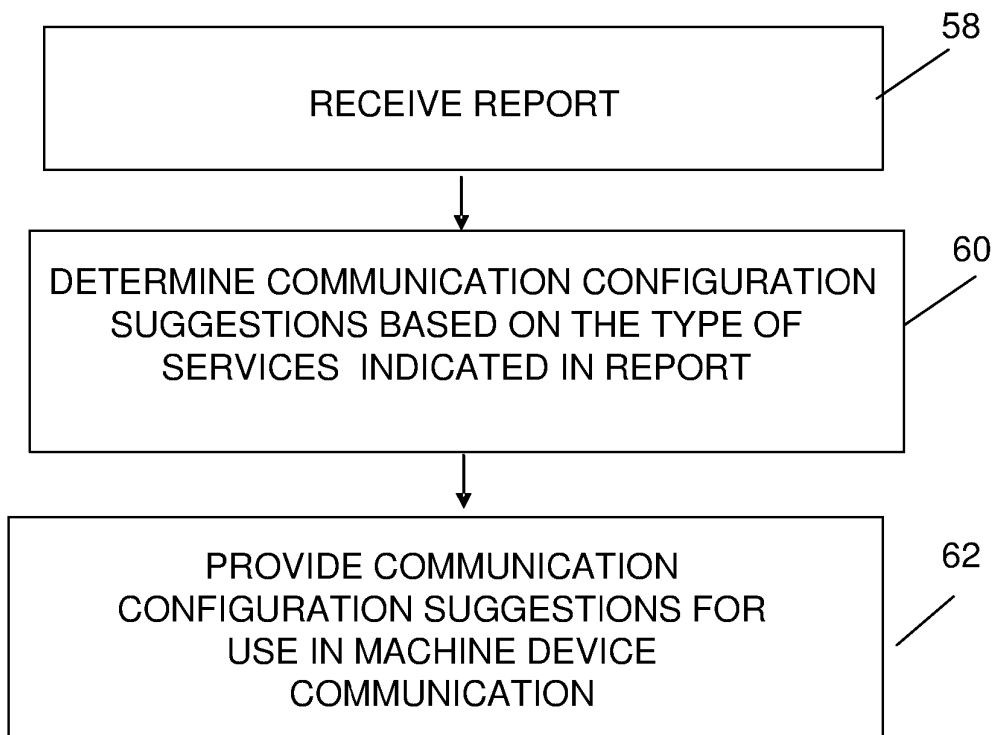 58
RECEIVE REPORT
60
DETERMINE COMMUNICATION CONFIGURATION
SUGGESTIONS BASED ON THE TYPE OF
SERVICES INDICATED IN REPORT
62
PROVIDE COMMUNICATION
CONFIGURATION SUGGESTIONS FOR
USE IN MACHINE DEVICE
COMMUNICATION